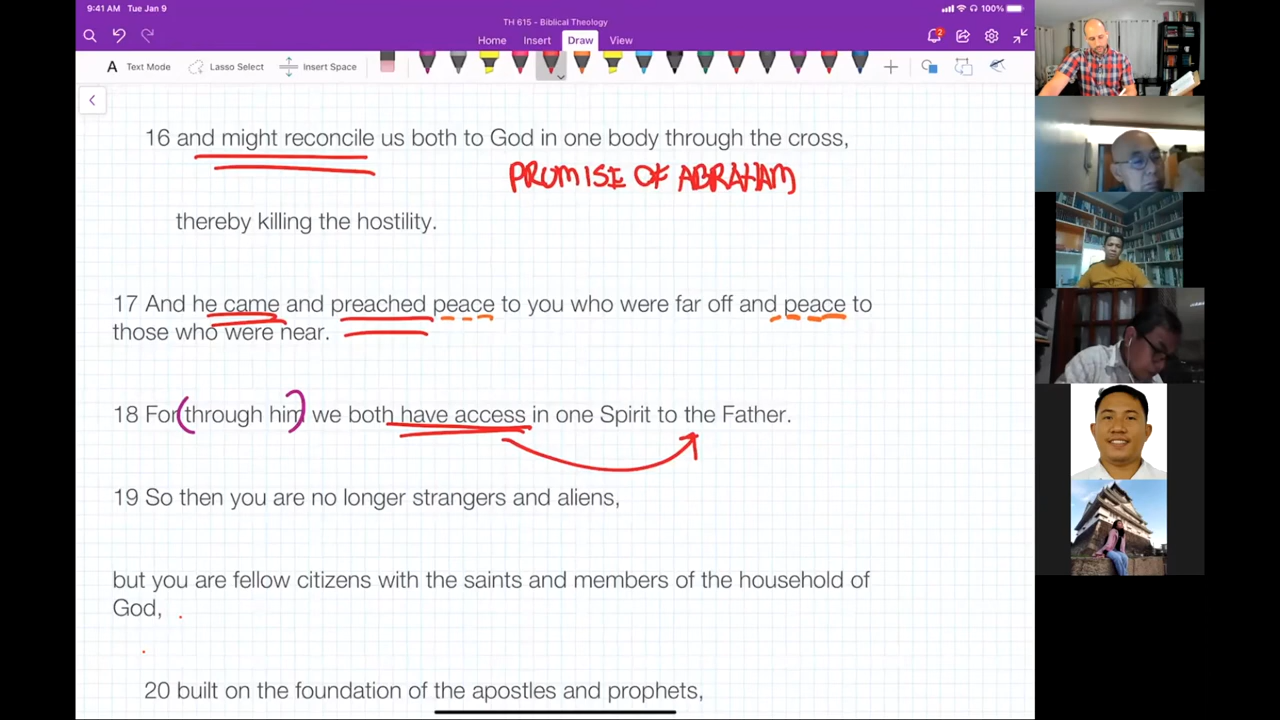 9:41 AM Tue Jan 9
100%
TH 615 - Biblical Theology
Home Insert Draw View
2
A Text Mode Lasso Select Insert Space
16 and might reconcile us both to God in one body through the cross,
PROMISE OF ABRAHAM
thereby killing the hostility.
17 And he came and preached peace to you who were far off and peace to
those who were near.
18 For (through him) we both have access in one Spirit to the Father.
19 So then you are no longer strangers and aliens,
but you are fellow citizens with the saints and members of the household of
God,
20 built on the foundation of the apostles and prophets,